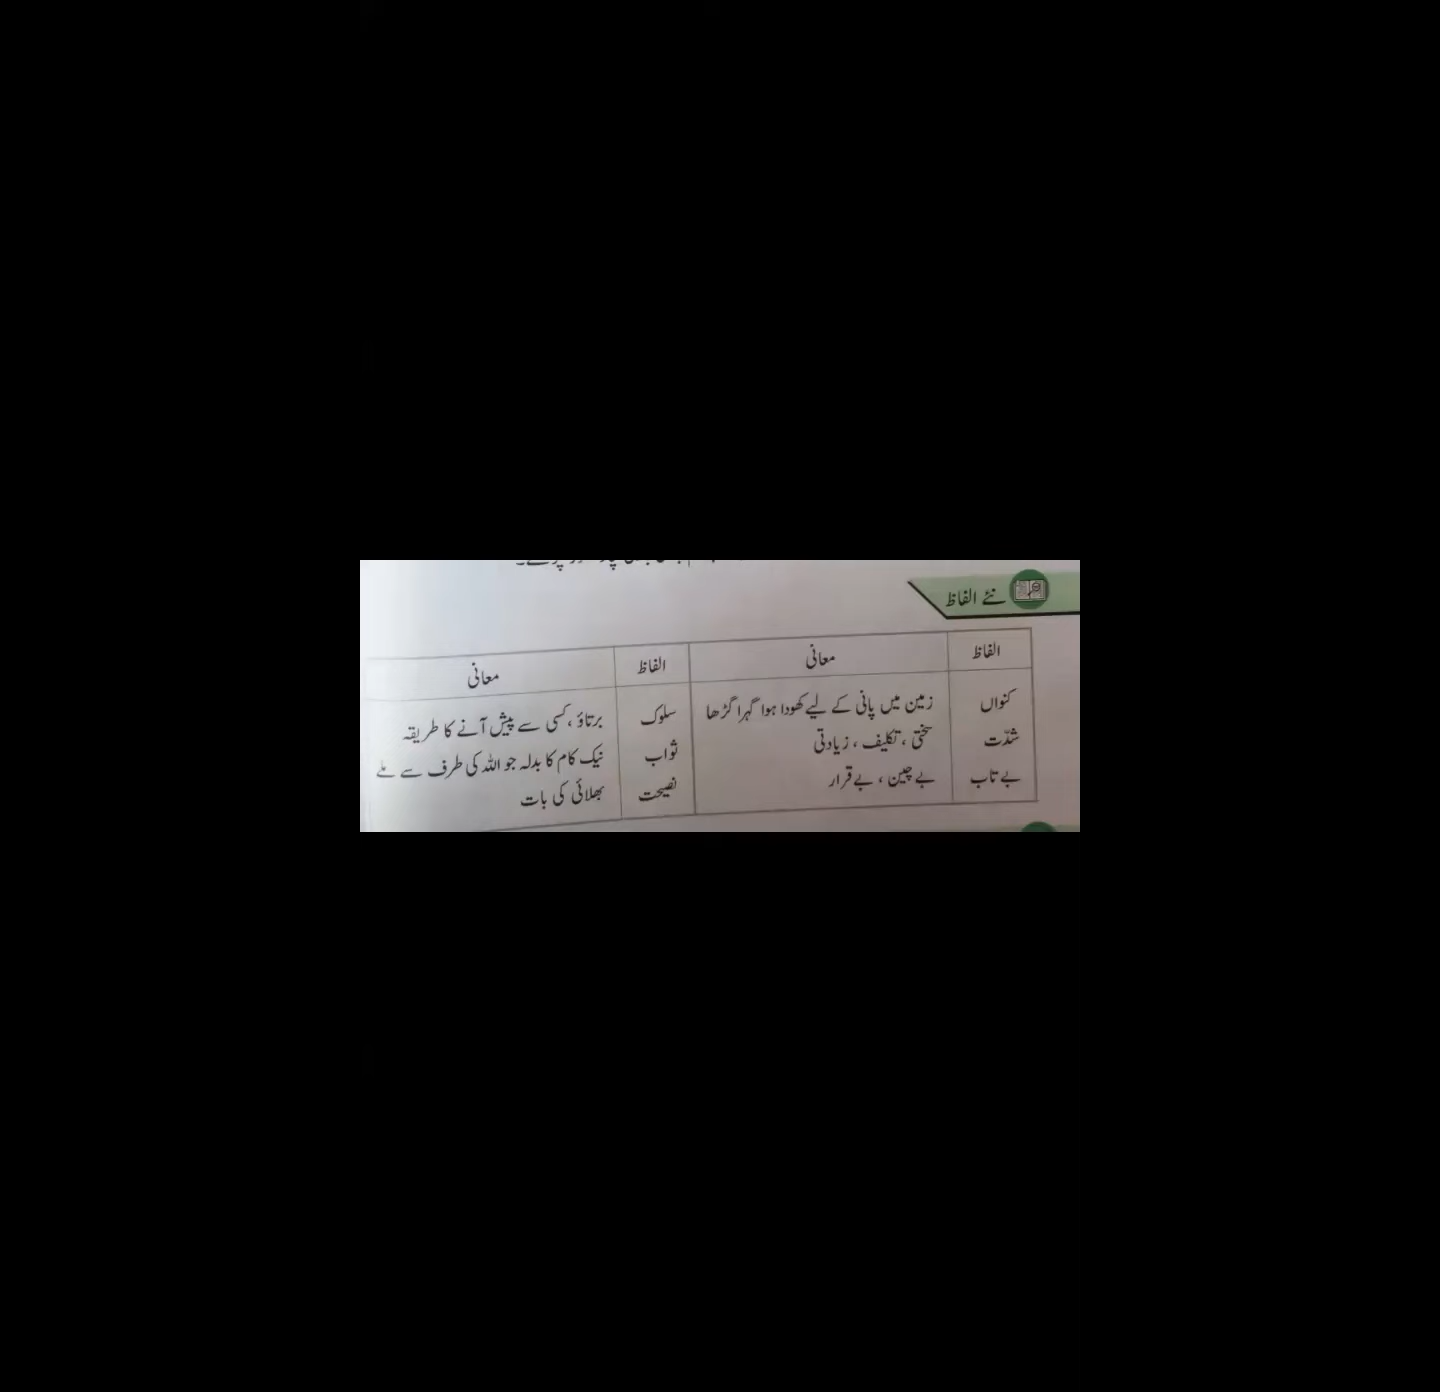 نئے الفاظ
الفاظ معانی الفاظ معانی
کنواں زمین میں پانی کے لیے کھودا ہوا گہرا گڑھا سلوک برتاؤ، کسی سے پیش آنے کا طریقہ
شدّت سختی ، تکلیف ، زیادتی ثواب نیک کام کا بدلہ جو اللہ کی طرف سے ملے
بے تاب بے چین ، بے قرار نصیحت بھلائی کی بات